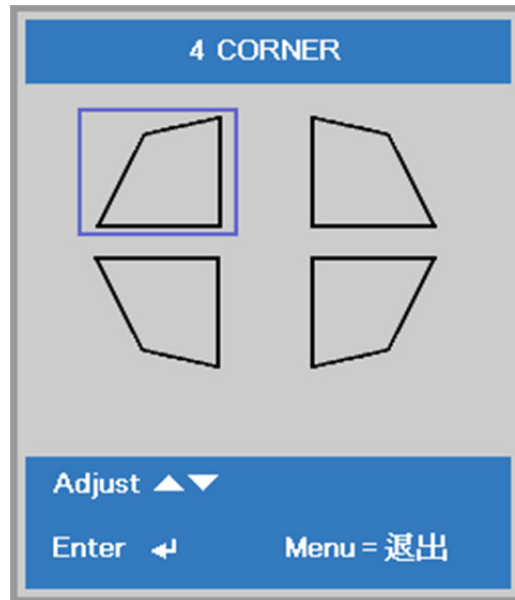 4 CORNER
Adjust ▲▼
Enter ↵
Menu = 退出